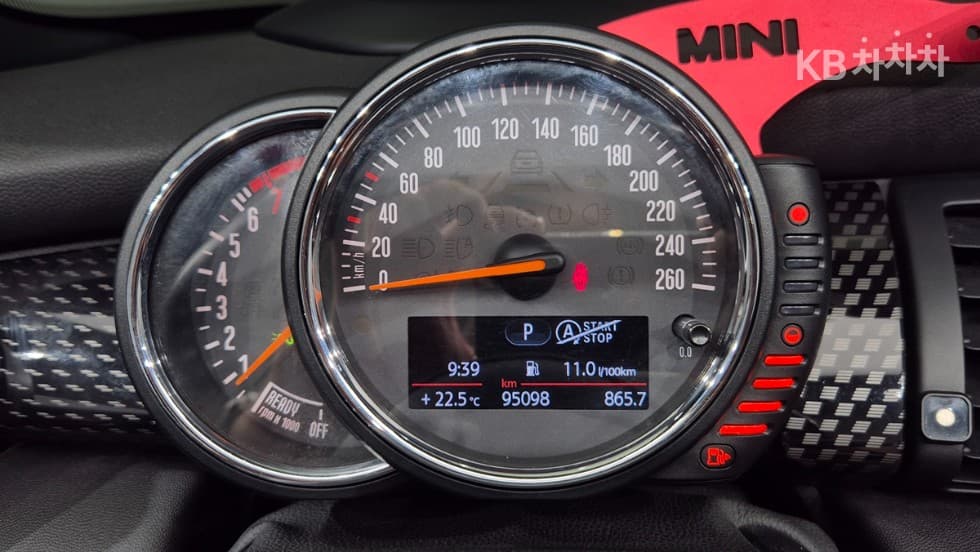 MINI
KB차차차
20 40 60 80 100 120 140 160 180 200 220 240 260
km/h
0
7
6
5
4
3
2
1
READY
rpm x 1000
OFF
P
A START
STOP
9:39
11.0 l/100km
km
+ 22.5 °C
95098
865.7
0.0